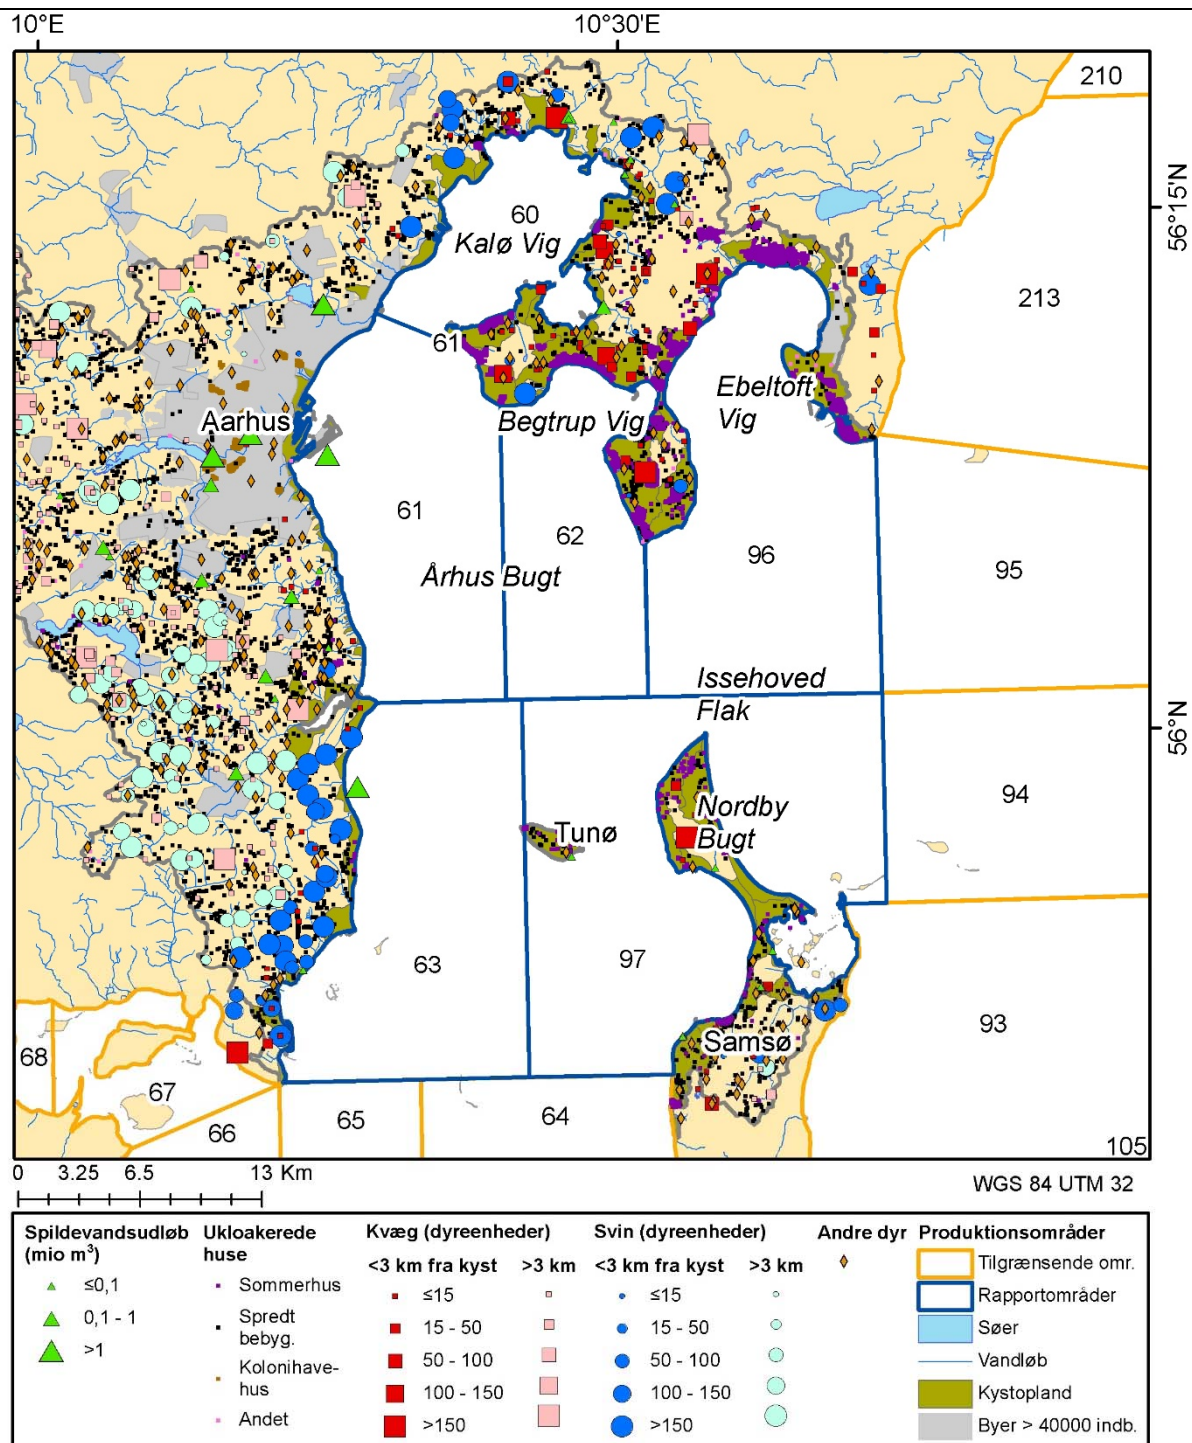 10°E 10°30'E
210
56°15'N
60
Kalø Vig
213
61
Ebeltoft
Vig
Aarhus
Begtrup Vig
61
62
96
95
Århus Bugt
Issehoved
Flak
56°N
94
Nordby
Bugt
Tunø
63
97
93
Samsø
68
67
66
65
64
105
0 3.25 6.5 13 Km
WGS 84 UTM 32
Spildevandsudløb
(mio m³)
≤0,1
0,1 - 1
>1
Ukloakerede
huse
Sommerhus
Spredt
bebyg.
Kolonihave-
hus
Andet
Kvæg (dyreenheder)
<3 km fra kyst >3 km
≤15
15 - 50
50 - 100
100 - 150
>150
Svin (dyreenheder)
<3 km fra kyst >3 km
≤15
15 - 50
50 - 100
100 - 150
>150
Andre dyr
Produktionsområder
Tilgrænsende omr.
Rapportområder
Søer
Vandløb
Kystopland
Byer > 40000 indb.